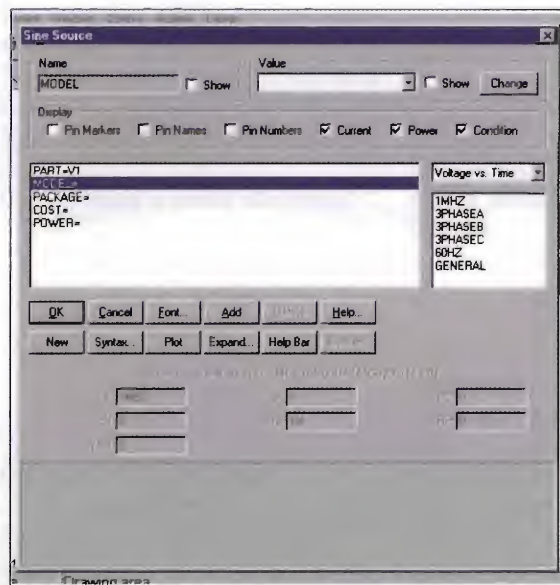 Sine Source
Name
Value
MODEL
Show
Show
Change
Display
Pin Markers
Pin Names
Pin Numbers
Current
Power
Condition
PART=V1
MODEL=
PACKAGE=
COST=
POWER=
Voltage vs. Time
1MHZ
3PHASEA
3PHASEB
3PHASEC
60HZ
GENERAL
OK
Cancel
Font...
Add
Help...
New
Syntax...
Plot
Expand...
Help Bar
Drawing area